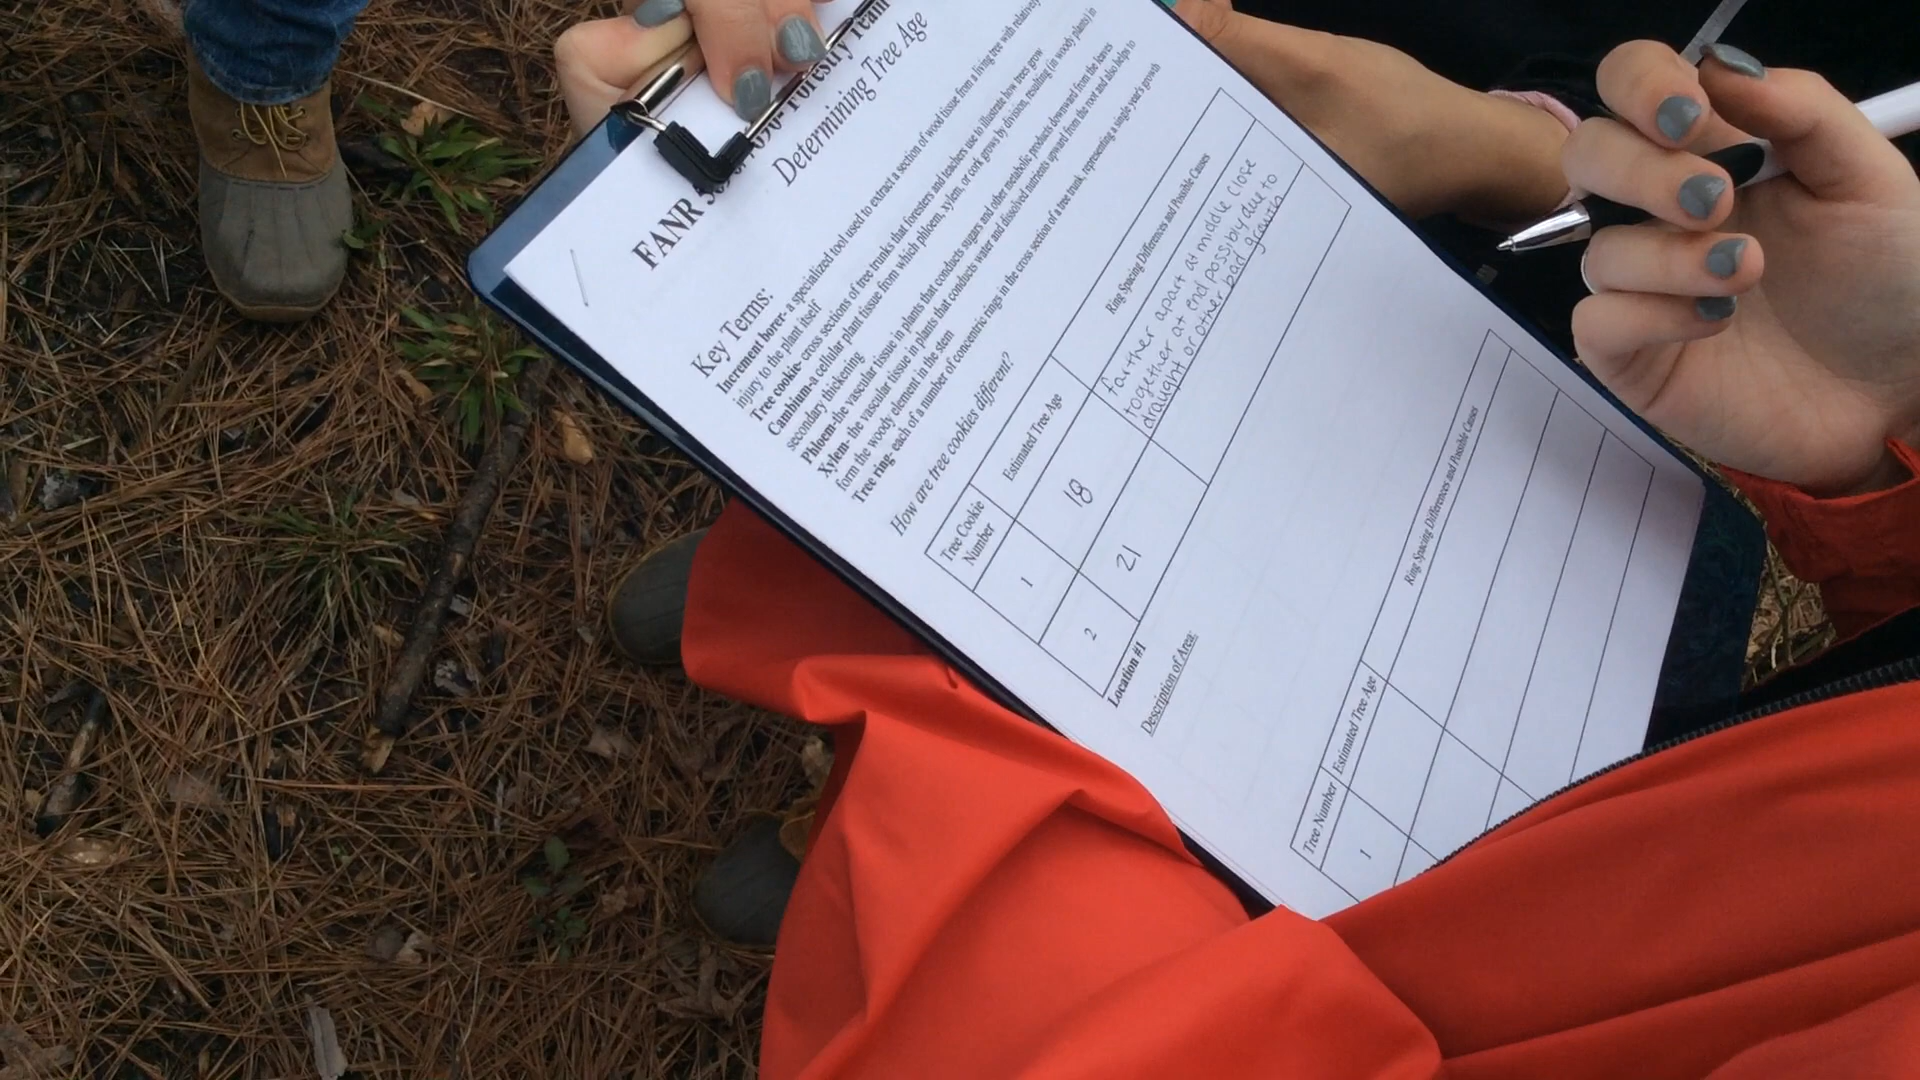 FANR
Forestry Team
Determining Tree Age
Key Terms:
Increment borer- a specialized tool used to extract a section of wood tissue from a living tree with relatively
injury to the plant itself
Tree cookie- cross sections of tree trunks that foresters and teachers use to illustrate how trees grow
Cambium-a cellular plant tissue from which phloem, xylem, or cork grows by division, resulting (in woody plants) in
secondary thickening
Phloem-the vascular tissue in plants that conducts sugars and other metabolic products downward from the leaves
Xylem- the vascular tissue in plants that conducts water and dissolved nutrients upward from the root and also helps to
form the woody element in the stem
Tree ring- each of a number of concentric rings in the cross section of a tree trunk, representing a single year's growth
How are tree cookies different?
Tree Cookie Number
Estimated Tree Age
Ring Spacing Differences and Possible Causes
1
18
farther apart at middle close
together at end possibly due to
draught or other bad growth
2
21
Location #1
Description of Area:
Tree Number
Estimated Tree Age
Ring Spacing Differences and Possible Causes
1